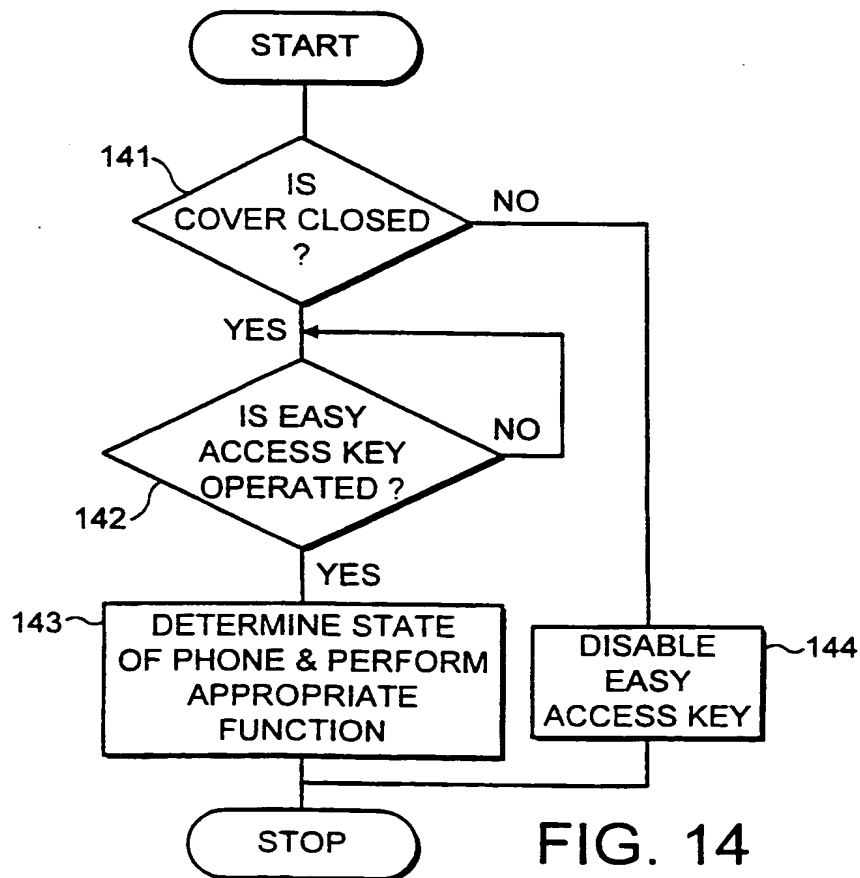 START
141
IS
COVER CLOSED
?
NO
YES
IS EASY
ACCESS KEY
OPERATED ?
NO
142
YES
143
DETERMINE STATE
OF PHONE & PERFORM
APPROPRIATE
FUNCTION
DISABLE
EASY
ACCESS KEY
144
STOP
FIG. 14